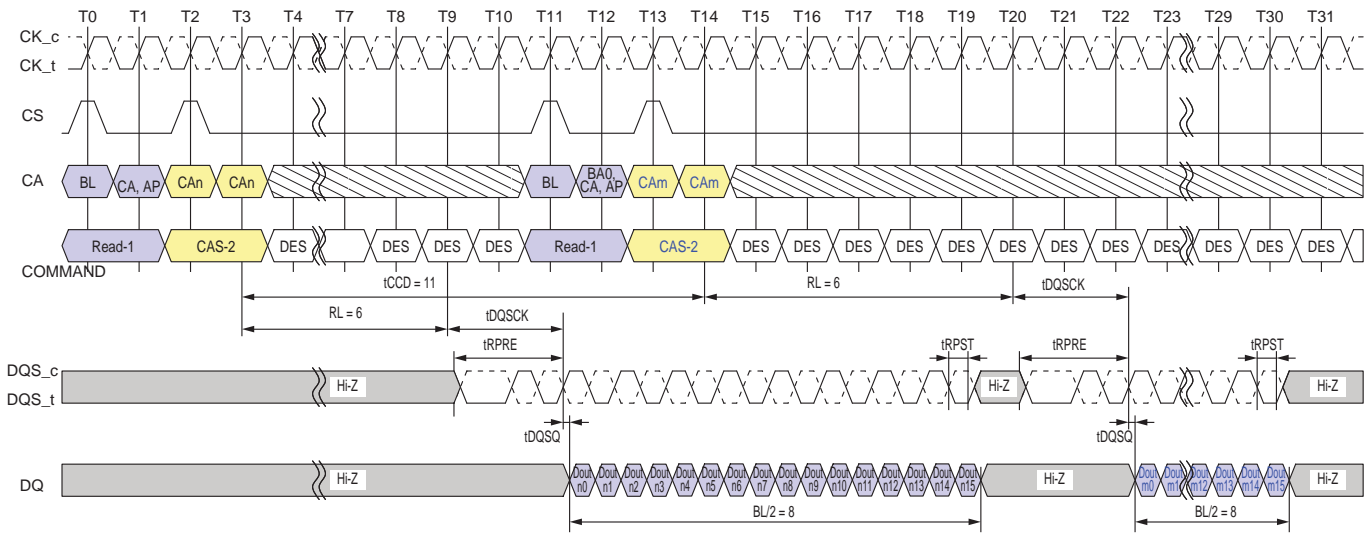 T0 T1 T2 T3 T4 T7 T8 T9 T10 T11 T12 T13 T14 T15 T16 T17 T18 T19 T20 T21 T22 T23 T29 T30 T31
CK_c
CK_t
CS
CA BL CA, AP CAn CAn BL BA0, CA, AP CAm CAm
Read-1 CAS-2 DES DES DES DES Read-1 CAS-2 DES DES DES DES DES DES DES DES DES DES DES DES
COMMAND
tCCD = 11 RL = 6 tDQSCK
RL = 6 tDQSCK
tRPRE tRPST tRPRE tRPST
DQS_c
DQS_t
Hi-Z Hi-Z Hi-Z
tDQSQ tDQSQ
DQ Hi-Z Dout n0 Dout n1 Dout n2 Dout n3 Dout n4 Dout n5 Dout n6 Dout n7 Dout n8 Dout n9 Dout n10 Dout n11 Dout n12 Dout n13 Dout n14 Dout n15 Hi-Z Dout m0 Dout m1 Dout m12 Dout m13 Dout m14 Dout m15 Hi-Z
BL/2 = 8 BL/2 = 8